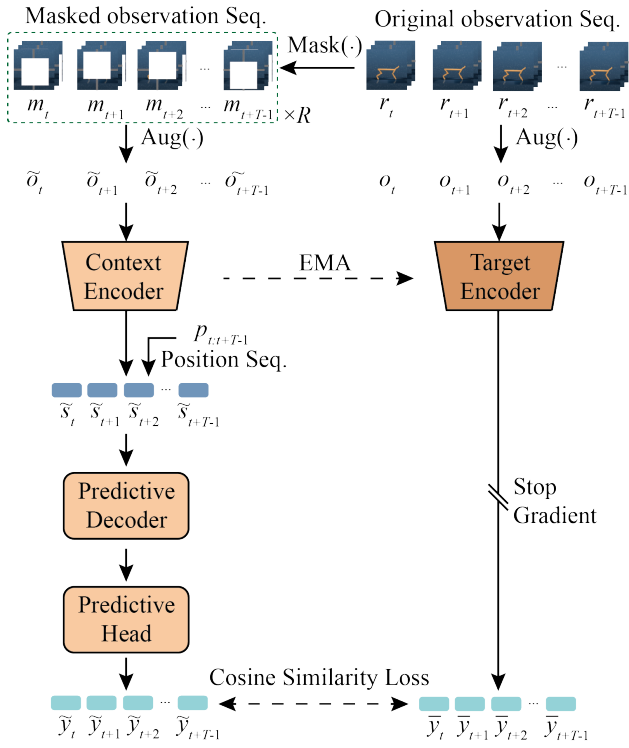 Masked observation Seq.
Original observation Seq.
Mask(·)
m_t m_{t+1} m_{t+2} ... m_{t+T-1}
×R
r_t r_{t+1} r_{t+2} ... r_{t+T-1}
Aug(·)
Aug(·)
õ_t õ_{t+1} õ_{t+2} ... õ_{t+T-1}
o_t o_{t+1} o_{t+2} ... o_{t+T-1}
Context
Encoder
EMA
Target
Encoder
p_{t:t+T-1}
Position Seq.
...
s̃_t s̃_{t+1} s̃_{t+2} s̃_{t+T-1}
Predictive
Decoder
Stop
Gradient
Predictive
Head
Cosine Similarity Loss
...
...
ỹ_t ỹ_{t+1} ỹ_{t+2} ỹ_{t+T-1}
ȳ_t ȳ_{t+1} ȳ_{t+2} ȳ_{t+T-1}